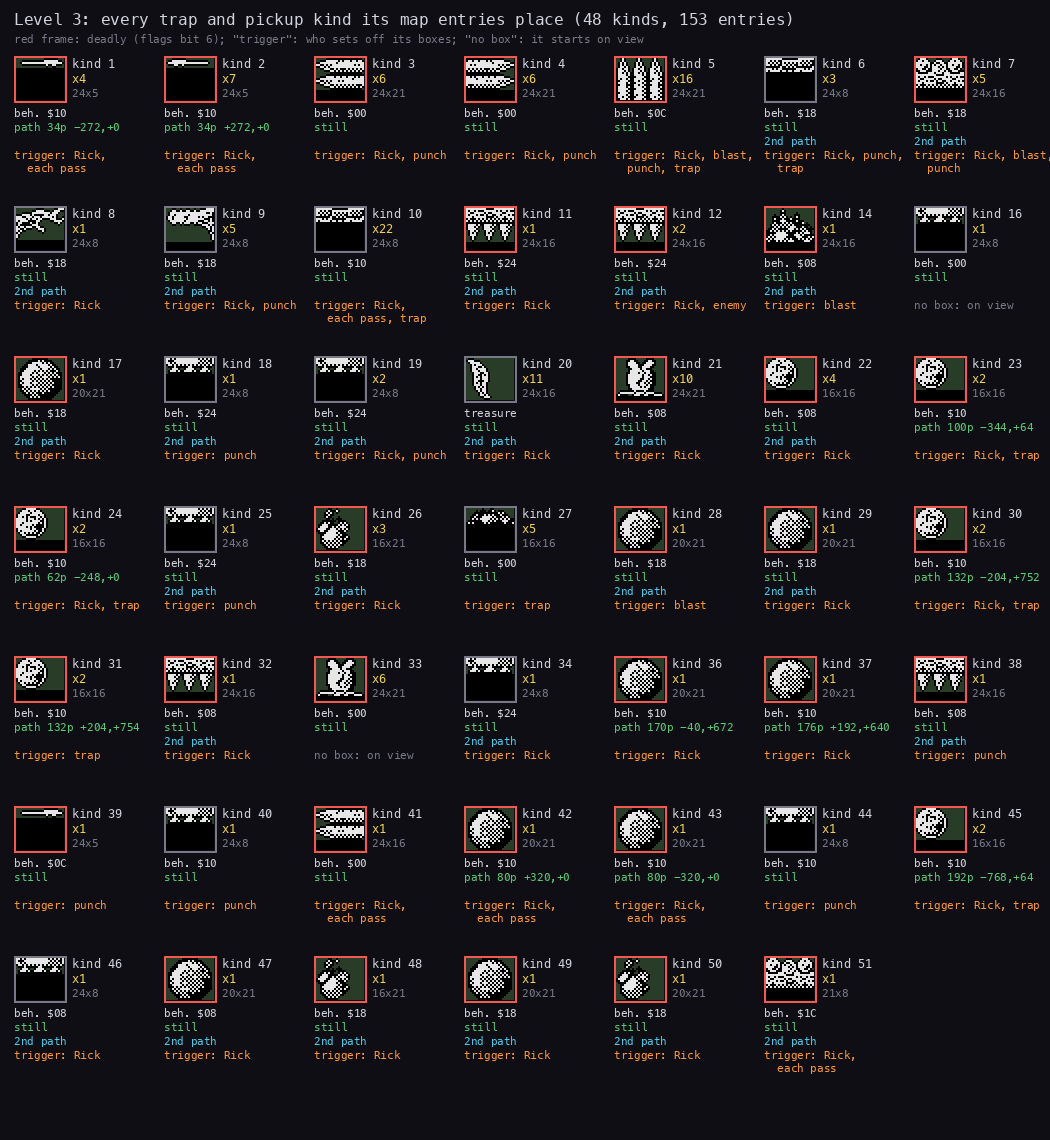 Level 3: every trap and pickup kind its map entries place (48 kinds, 153 entries)
red frame: deadly (flags bit 6); "trigger": who sets off its boxes; "no box": it starts on view
kind 1
x4
24x5
beh. $10
path 34p −272,+0
trigger: Rick,
each pass
kind 2
x7
24x5
beh. $10
path 34p +272,+0
trigger: Rick,
each pass
kind 3
x6
24x21
beh. $00
still
trigger: Rick, punch
kind 4
x6
24x21
beh. $00
still
trigger: Rick, punch
kind 5
x16
24x21
beh. $0C
still
trigger: Rick, blast,
punch, trap
kind 6
x3
24x8
beh. $18
still
2nd path
trigger: Rick, punch,
trap
kind 7
x5
24x16
beh. $18
still
2nd path
trigger: Rick, blast,
punch
kind 8
x1
24x8
beh. $18
still
2nd path
trigger: Rick
kind 9
x5
24x8
beh. $18
still
2nd path
trigger: Rick, punch
kind 10
x22
24x8
beh. $10
still
trigger: Rick,
each pass, trap
kind 11
x1
24x16
beh. $24
still
2nd path
trigger: Rick
kind 12
x2
24x16
beh. $24
still
2nd path
trigger: Rick, enemy
kind 14
x1
24x16
beh. $08
still
2nd path
trigger: blast
kind 16
x1
24x8
beh. $00
still
no box: on view
kind 17
x1
20x21
beh. $18
still
2nd path
trigger: Rick
kind 18
x1
24x8
beh. $24
still
2nd path
trigger: punch
kind 19
x2
24x8
beh. $24
still
2nd path
trigger: Rick, punch
kind 20
x11
24x16
treasure
still
2nd path
trigger: Rick
kind 21
x10
24x21
beh. $08
still
2nd path
trigger: Rick
kind 22
x4
16x16
beh. $08
still
2nd path
trigger: Rick
kind 23
x2
16x16
beh. $10
path 100p −344,+64
trigger: Rick, trap
kind 24
x2
16x16
beh. $10
path 62p −248,+0
trigger: Rick, trap
kind 25
x1
24x8
beh. $24
still
2nd path
trigger: punch
kind 26
x3
16x21
beh. $18
still
2nd path
trigger: Rick
kind 27
x5
16x16
beh. $00
still
trigger: trap
kind 28
x1
20x21
beh. $18
still
2nd path
trigger: blast
kind 29
x1
20x21
beh. $18
still
2nd path
trigger: Rick
kind 30
x2
16x16
beh. $10
path 132p −204,+752
trigger: Rick, trap
kind 31
x2
16x16
beh. $10
path 132p +204,+754
trigger: trap
kind 32
x1
24x16
beh. $08
still
2nd path
trigger: Rick
kind 33
x6
24x21
beh. $00
still
no box: on view
kind 34
x1
24x8
beh. $24
still
2nd path
trigger: Rick
kind 36
x1
20x21
beh. $10
path 170p −40,+672
trigger: Rick
kind 37
x1
20x21
beh. $10
path 176p +192,+640
trigger: Rick
kind 38
x1
24x16
beh. $08
still
2nd path
trigger: punch
kind 39
x1
24x5
beh. $0C
still
trigger: punch
kind 40
x1
24x8
beh. $10
still
trigger: punch
kind 41
x1
24x16
beh. $00
still
trigger: Rick,
each pass
kind 42
x1
20x21
beh. $10
path 80p +320,+0
trigger: Rick,
each pass
kind 43
x1
20x21
beh. $10
path 80p −320,+0
trigger: Rick,
each pass
kind 44
x1
24x8
beh. $10
still
trigger: punch
kind 45
x2
16x16
beh. $10
path 192p −768,+64
trigger: Rick, trap
kind 46
x1
24x8
beh. $08
still
2nd path
trigger: Rick
kind 47
x1
20x21
beh. $08
still
2nd path
trigger: Rick
kind 48
x1
16x21
beh. $18
still
2nd path
trigger: Rick
kind 49
x1
20x21
beh. $18
still
2nd path
trigger: Rick
kind 50
x1
20x21
beh. $18
still
2nd path
trigger: Rick
kind 51
x1
21x8
beh. $1C
still
2nd path
trigger: Rick,
each pass